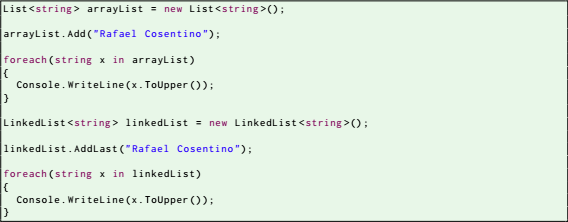 List<string> arrayList = new List<string>();
arrayList.Add("Rafael Cosentino");
foreach(string x in arrayList)
{
  Console.WriteLine(x.ToUpper());
}
LinkedList<string> linkedList = new LinkedList<string>();
linkedList.AddLast("Rafael Cosentino");
foreach(string x in linkedList)
{
  Console.WriteLine(x.ToUpper());
}